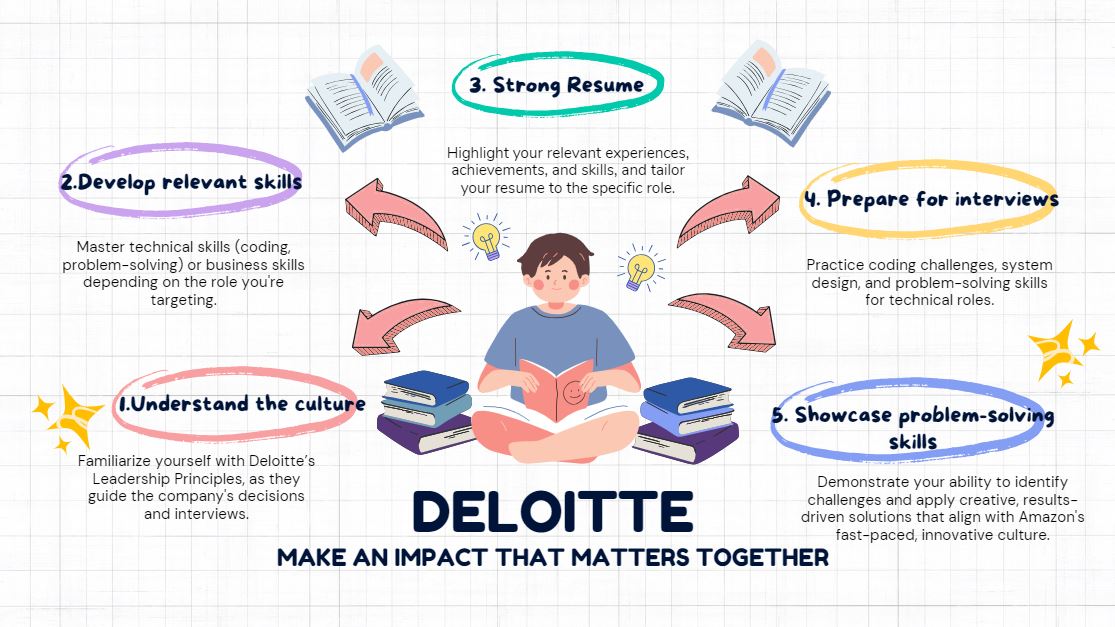 3. Strong Resume
Highlight your relevant experiences,
achievements, and skills, and tailor
your resume to the specific role.
2.Develop relevant skills
Master technical skills (coding,
problem-solving) or business skills
depending on the role you're
targeting.
4. Prepare for interviews
Practice coding challenges, system
design, and problem-solving skills
for technical roles.
1.Understand the culture
Familiarize yourself with Deloitte's
Leadership Principles, as they
guide the company's decisions
and interviews.
5. Showcase problem-solving
skills
Demonstrate your ability to identify
challenges and apply creative, results-
driven solutions that align with Amazon's
fast-paced, innovative culture.
DELOITTE
MAKE AN IMPACT THAT MATTERS TOGETHER